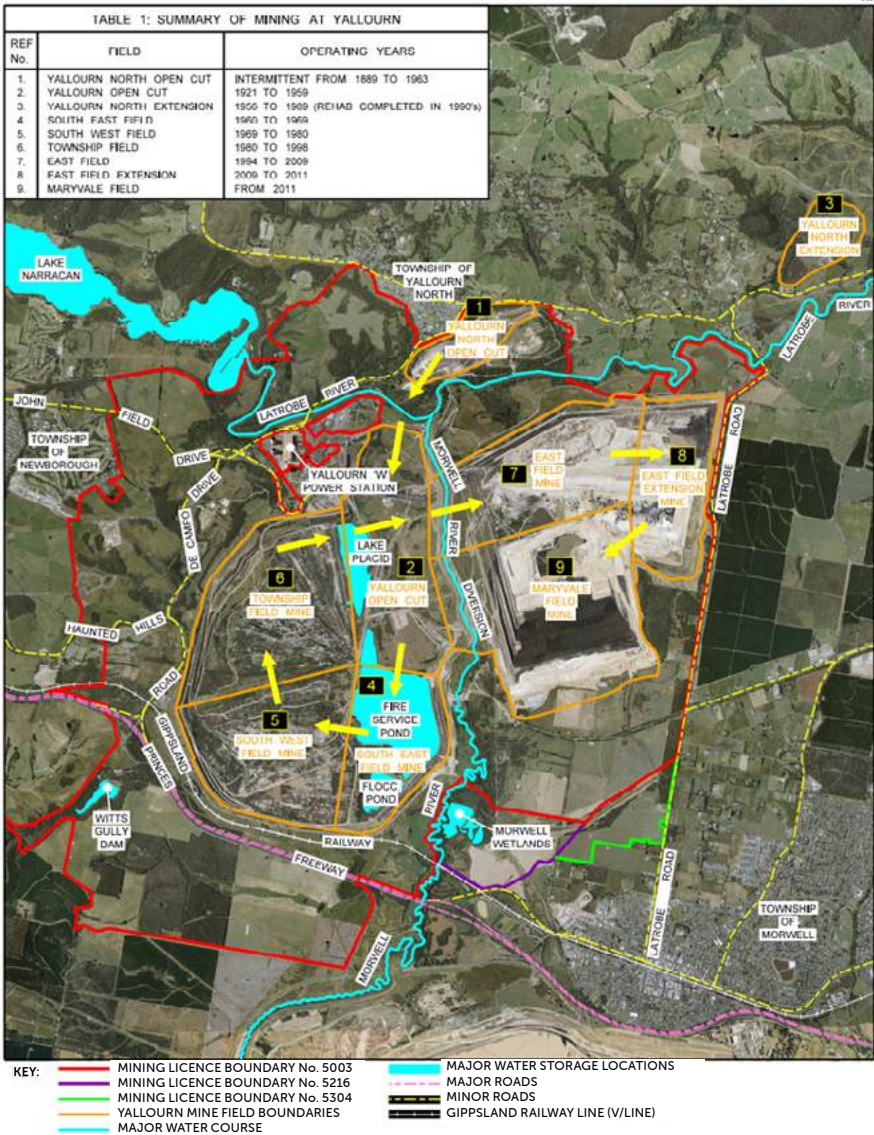 TABLE 1: SUMMARY OF MINING AT YALLOURN
REF No. FIELD OPERATING YEARS
1. YALLOURN NORTH OPEN CUT INTERMITTENT FROM 1889 TO 1963
2. YALLOURN OPEN CUT 1921 TO 1959
3. YALLOURN NORTH EXTENSION 1956 TO 1989 (REHAB COMPLETED IN 1990's)
4. SOUTH EAST FIELD 1960 TO 1969
5. SOUTH WEST FIELD 1969 TO 1980
6. TOWNSHIP FIELD 1980 TO 1998
7. EAST FIELD 1994 TO 2009
8. EAST FIELD EXTENSION 2009 TO 2011
9. MARYVALE FIELD FROM 2011
3
YALLOURN
NORTH
EXTENSION
LAKE
NARRACAN
TOWNSHIP OF
YALLOURN
NORTH
1
YALLOURN
NORTH
OPEN CUT
LATROBE RIVER
LATROBE RIVER
JOHN FIELD DRIVE
TOWNSHIP
OF
NEWBOROUGH
YALLOURN 'W'
POWER STATION
DE CAMPO DRIVE
MORWELL RIVER DIVERSION
7
EAST
FIELD
MINE
8
EAST FIELD
EXTENSION
MINE
LATROBE ROAD
LAKE
PLACID
2
YALLOURN
OPEN CUT
6
TOWNSHIP
FIELD MINE
9
MARYVALE
FIELD
MINE
HAUNTED HILLS ROAD
4
FIRE
SERVICE
POND
5
SOUTH WEST
FIELD MINE
SOUTH EAST
FIELD MINE
FLOCC.
POND
GIPPSLAND RAILWAY
PRINCES FREEWAY
WITTS
GULLY
DAM
MORWELL RIVER
MORWELL
WETLANDS
LATROBE ROAD
TOWNSHIP
OF
MORWELL
KEY:
MINING LICENCE BOUNDARY No. 5003
MINING LICENCE BOUNDARY No. 5216
MINING LICENCE BOUNDARY No. 5304
YALLOURN MINE FIELD BOUNDARIES
MAJOR WATER COURSE
MAJOR WATER STORAGE LOCATIONS
MAJOR ROADS
MINOR ROADS
GIPPSLAND RAILWAY LINE (V/LINE)